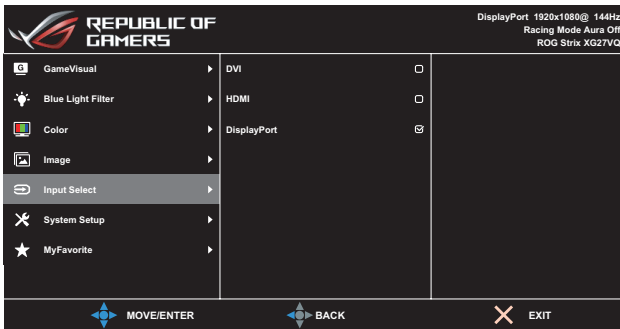 REPUBLIC OF
GAMERS
DisplayPort 1920x1080@ 144Hz
Racing Mode Aura Off
ROG Strix XG27VQ
G GameVisual
DVI
Blue Light Filter
HDMI
Color
DisplayPort
Image
Input Select
System Setup
MyFavorite
MOVE/ENTER
BACK
EXIT